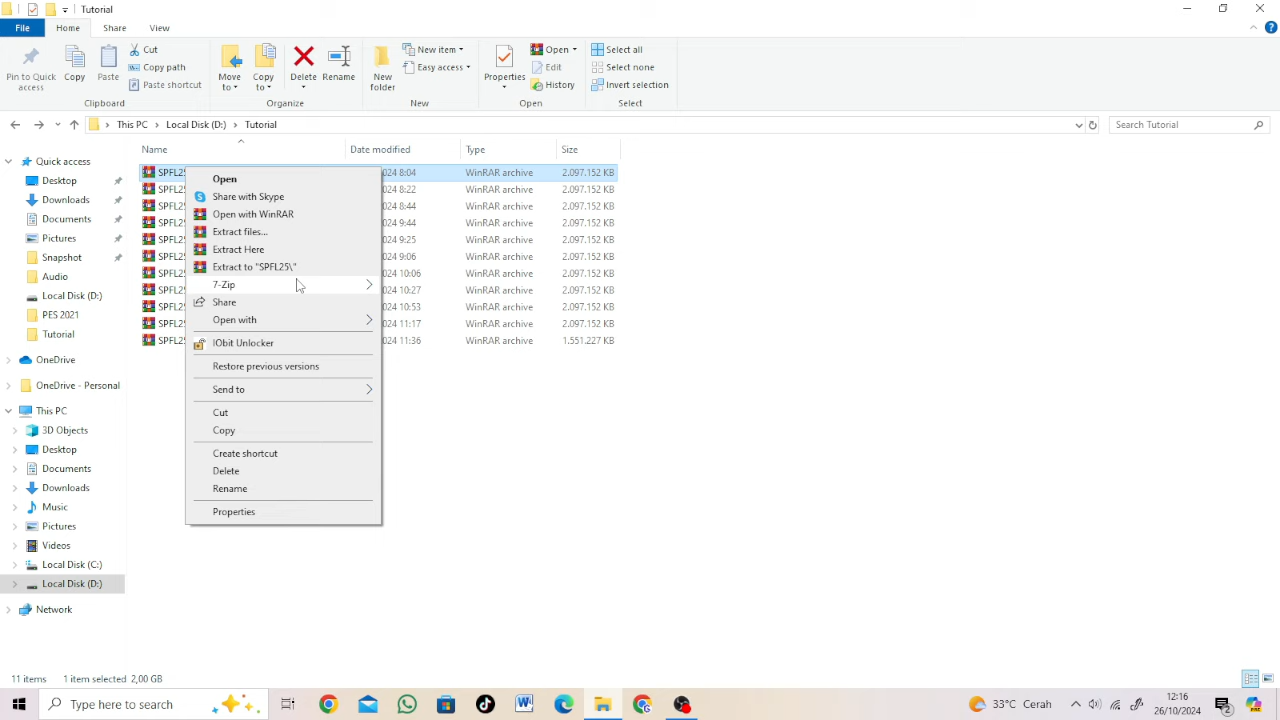 Tutorial
File Home Share View
Pin to Quick access
Copy
Paste
Cut
Copy path
Paste shortcut
Move to
Copy to
Delete
Rename
New folder
New item
Easy access
Properties
Open
Edit
History
Select all
Select none
Invert selection
Clipboard Organize New Open Select
This PC Local Disk (D:) Tutorial
Search Tutorial
Name Date modified Type Size
Quick access
Desktop
Downloads
Documents
Pictures
Snapshot
Audio
Local Disk (D:)
PES 2021
Tutorial
OneDrive
OneDrive - Personal
This PC
3D Objects
Desktop
Documents
Downloads
Music
Pictures
Videos
Local Disk (C:)
Local Disk (D:)
Network
8:04 WinRAR archive 2.097.152 KB
8:22 WinRAR archive 2.097.152 KB
8:44 WinRAR archive 2.097.152 KB
9:44 WinRAR archive 2.097.152 KB
9:25 WinRAR archive 2.097.152 KB
9:06 WinRAR archive 2.097.152 KB
10:06 WinRAR archive 2.097.152 KB
10:27 WinRAR archive 2.097.152 KB
10:53 WinRAR archive 2.097.152 KB
11:17 WinRAR archive 2.097.152 KB
11:36 WinRAR archive 1.551.227 KB
Open
Share with Skype
Open with WinRAR
Extract files...
Extract Here
Extract to "SPFL25\"
7-Zip
Share
Open with
IObit Unlocker
Restore previous versions
Send to
Cut
Copy
Create shortcut
Delete
Rename
Properties
11 items 1 item selected 2,00 GB
Type here to search
33°C Cerah
12:16
26/10/2024
2